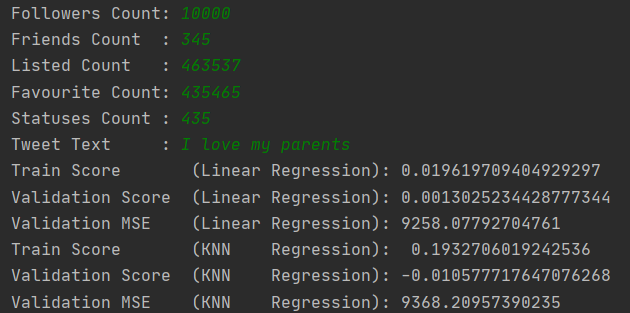 Followers Count: 10000
Friends Count  : 345
Listed Count   : 463537
Favourite Count: 435465
Statuses Count : 435
Tweet Text     : I love my parents
Train Score       (Linear Regression): 0.019619709404929297
Validation Score  (Linear Regression): 0.0013025234428777344
Validation MSE    (Linear Regression): 9258.07792704761
Train Score       (KNN    Regression):  0.1932706019242536
Validation Score  (KNN    Regression): -0.010577717647076268
Validation MSE    (KNN    Regression): 9368.20957390235